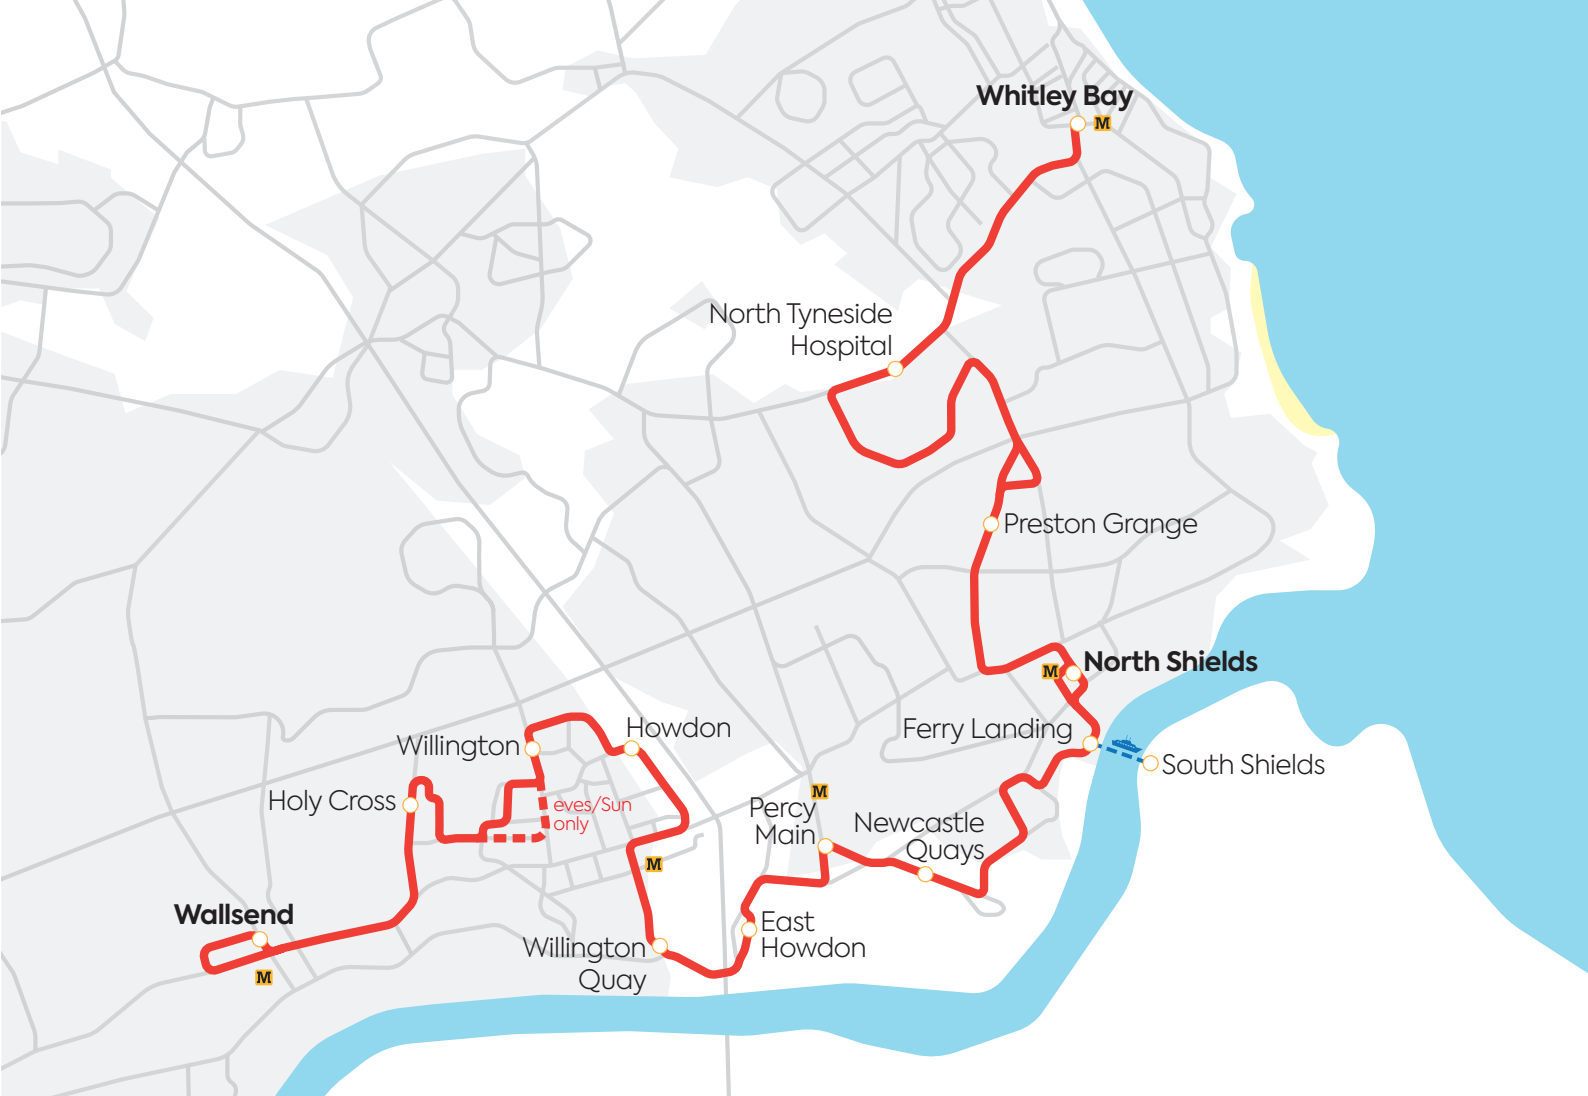 Whitley Bay
M
North Tyneside
Hospital
Preston Grange
M
North Shields
Ferry Landing
South Shields
Howdon
Willington
Holy Cross
eves/Sun
only
M
Percy
Main
Newcastle
Quays
M
Wallsend
M
East
Howdon
Willington
Quay